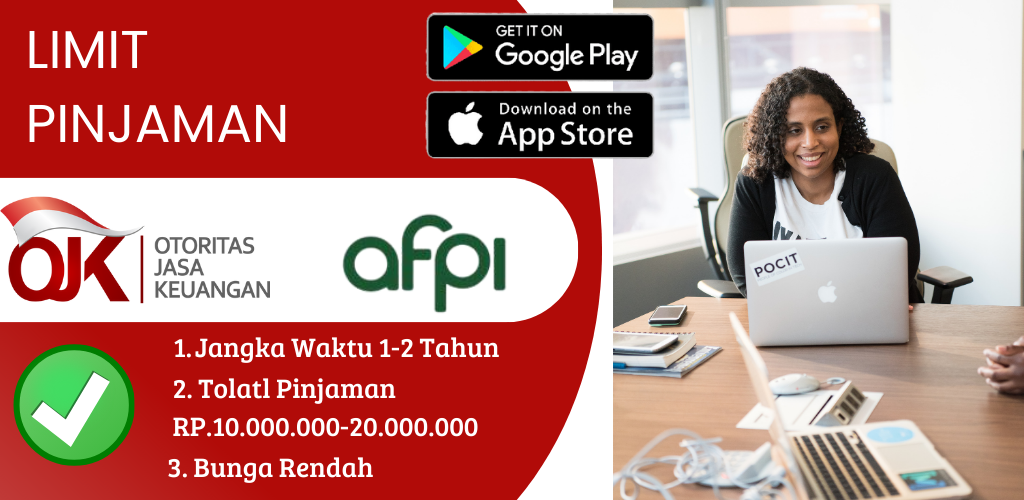 LIMIT
PINJAMAN
GET IT ON
Google Play
Download on the
App Store
OJK
OTORITAS
JASA
KEUANGAN
afpi
1. Jangka Waktu 1-2 Tahun
2. Tolatl Pinjaman
RP.10.000.000-20.000.000
3. Bunga Rendah
POCIT